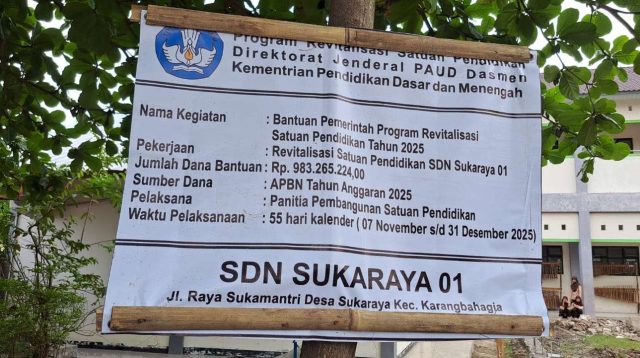 Program Revitalisasi Satuan Pendidikan
Direktorat Jenderal PAUD Dasmen
Kementrian Pendidikan Dasar dan Menengah
Nama Kegiatan : Bantuan Pemerintah Program Revitalisasi
Satuan Pendidikan Tahun 2025
Pekerjaan : Revitalisasi Satuan Pendidikan SDN Sukaraya 01
Jumlah Dana Bantuan : Rp. 983.265.224,00
Sumber Dana : APBN Tahun Anggaran 2025
Pelaksana : Panitia Pembangunan Satuan Pendidikan
Waktu Pelaksanaan : 55 hari kalender ( 07 November s/d 31 Desember 2025)
SDN SUKARAYA 01
Jl. Raya Sukamantri Desa Sukaraya Kec. Karangbahagia